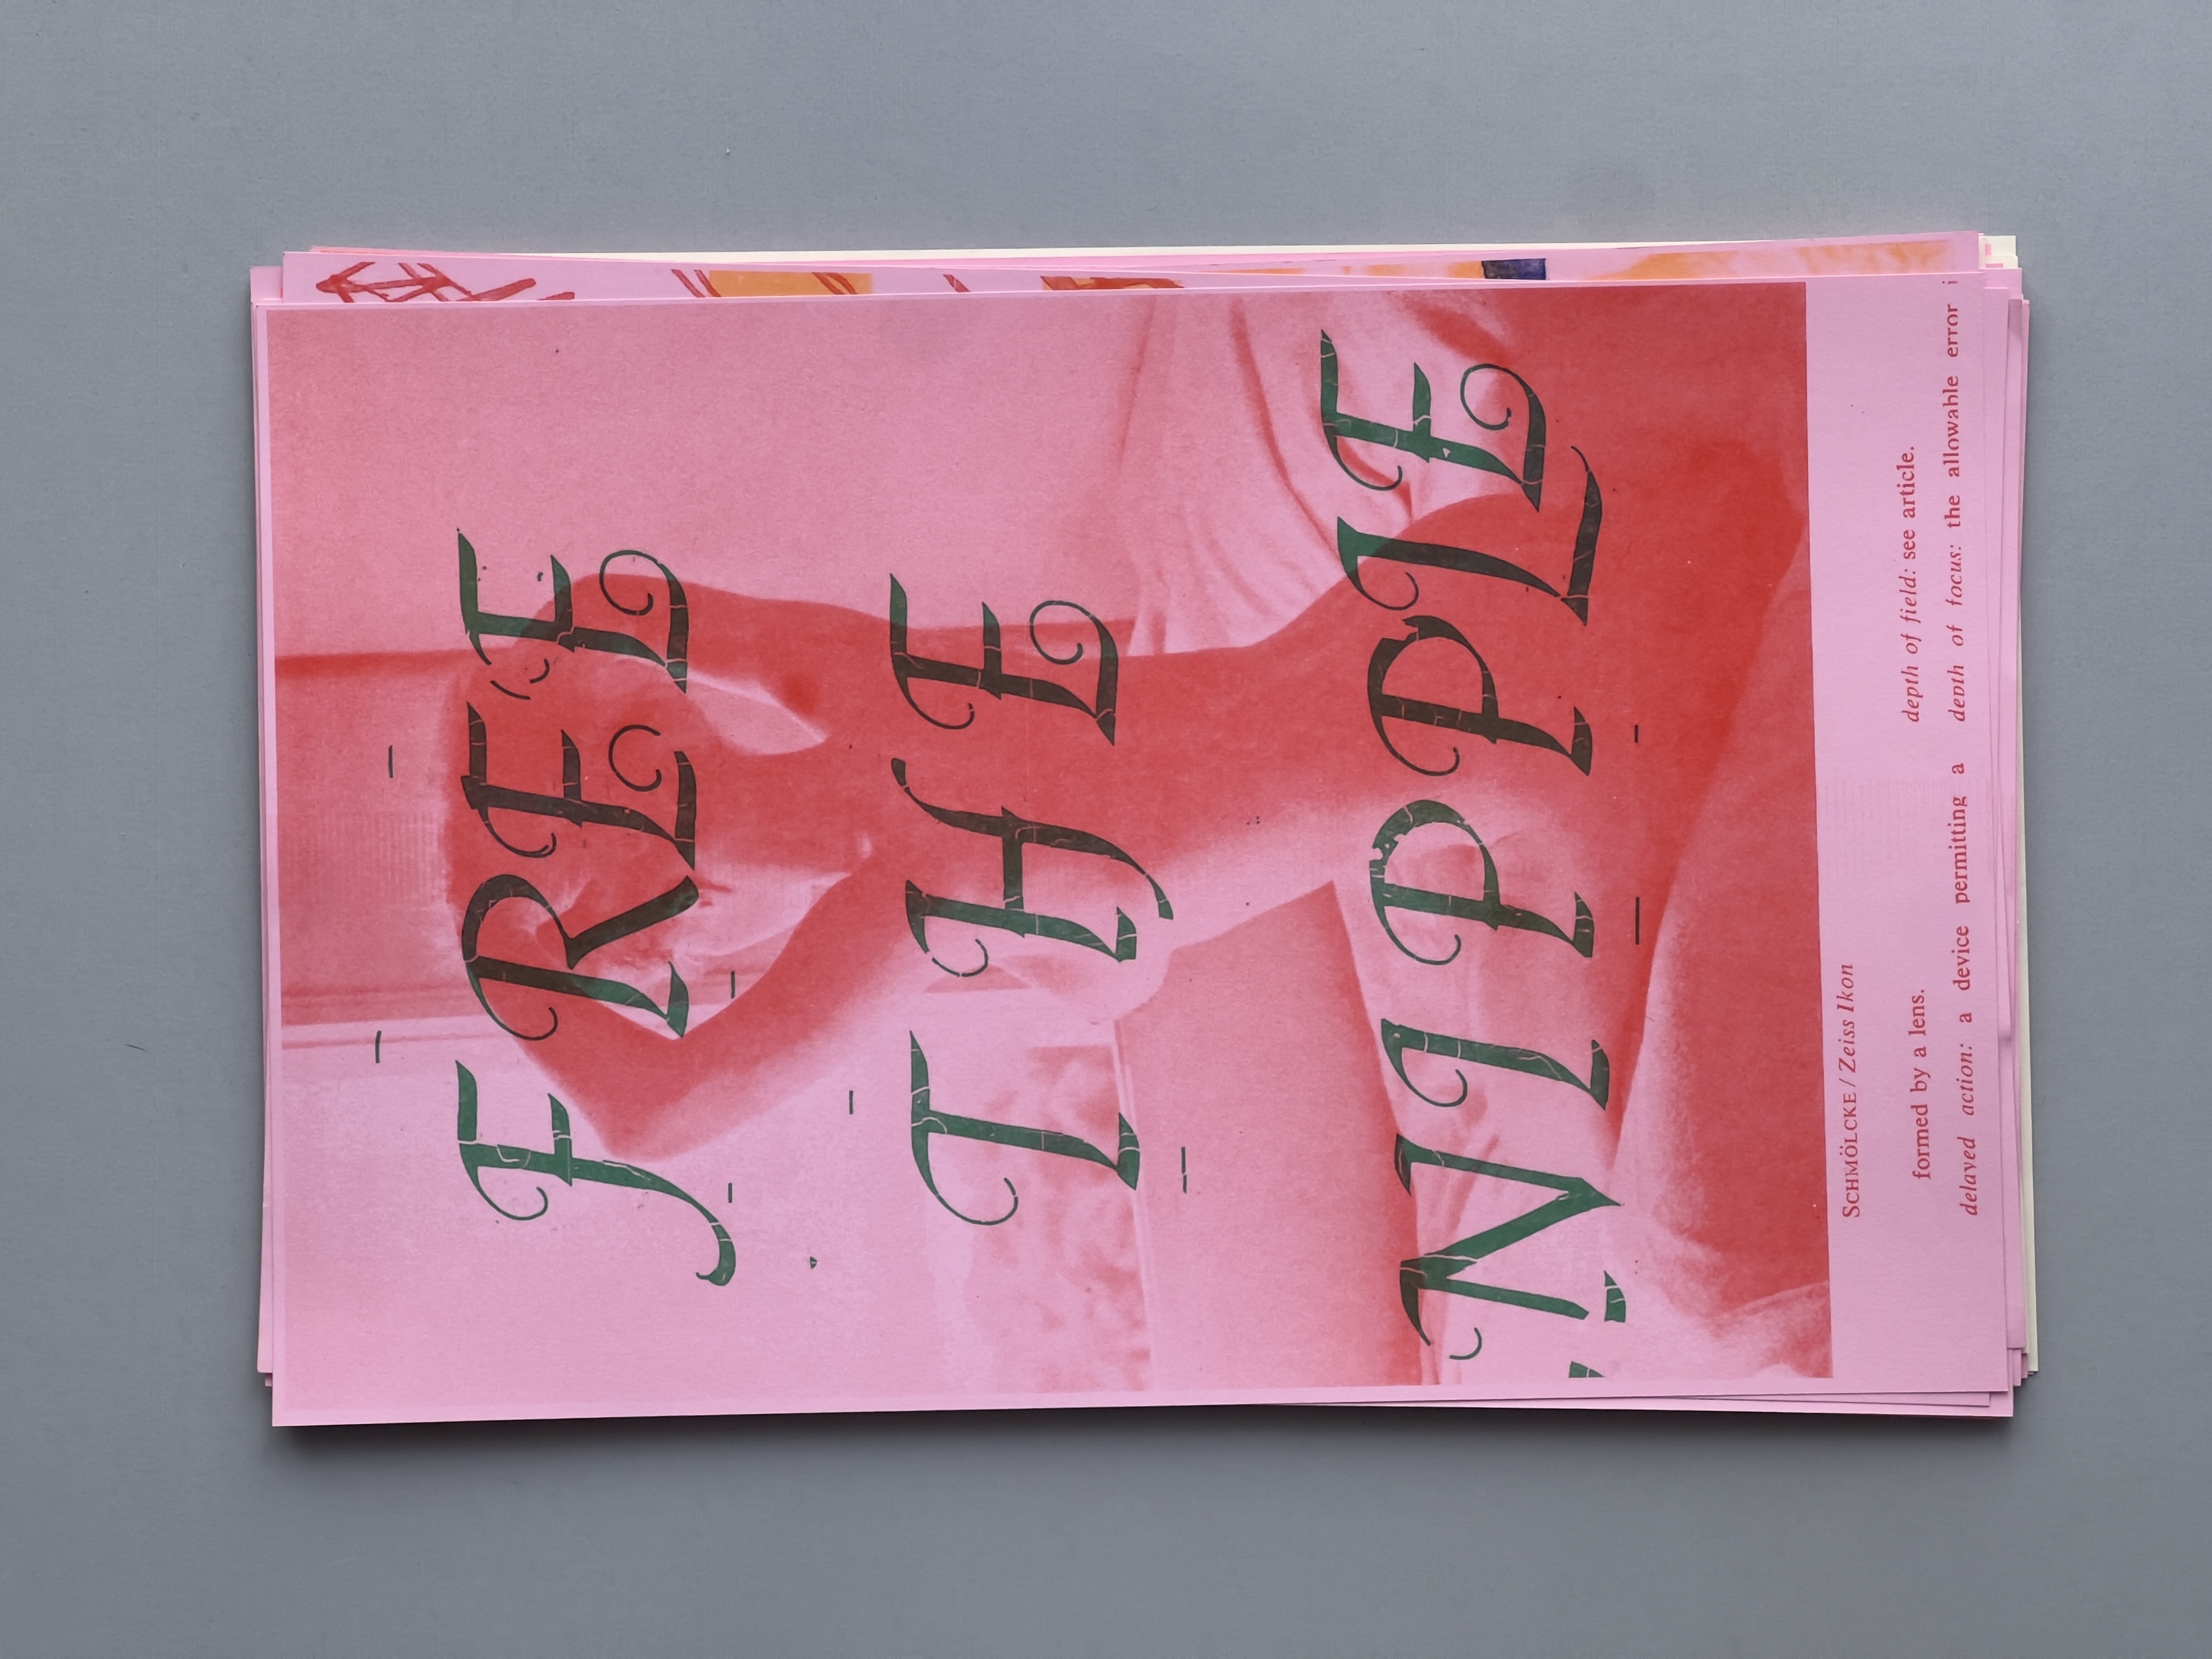 FREE
THE
NIPPLE
SCHMÖLCKE / Zeiss Ikon
formed by a lens.
delayed action: a device permitting a
depth of field: see article.
depth of focus: the allowable error i